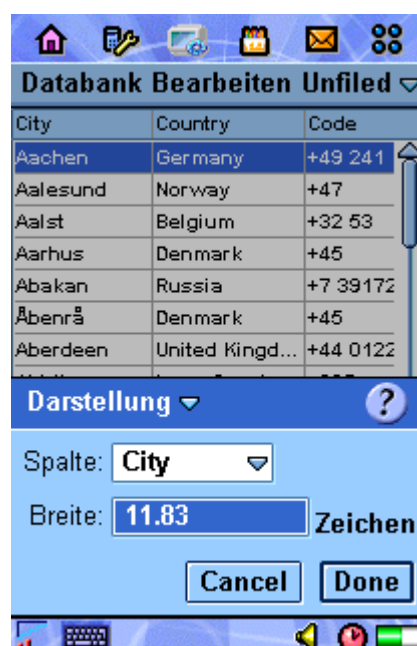 Databank Bearbeiten Unfiled
City Country Code
Aachen Germany +49 241
Aalesund Norway +47
Aalst Belgium +32 53
Aarhus Denmark +45
Abakan Russia +7 39172
Åbenrå Denmark +45
Aberdeen United Kingd... +44 0122
Darstellung ?
Spalte: City
Breite: 11.83 Zeichen
Cancel Done